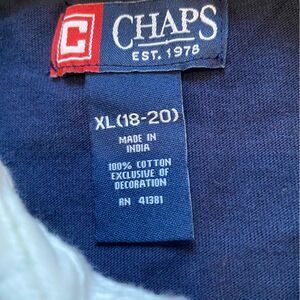 C CHAPS
EST. 1978
XL(18-20)
MADE IN
INDIA
100% COTTON
EXCLUSIVE OF
DECORATION
RN 41381